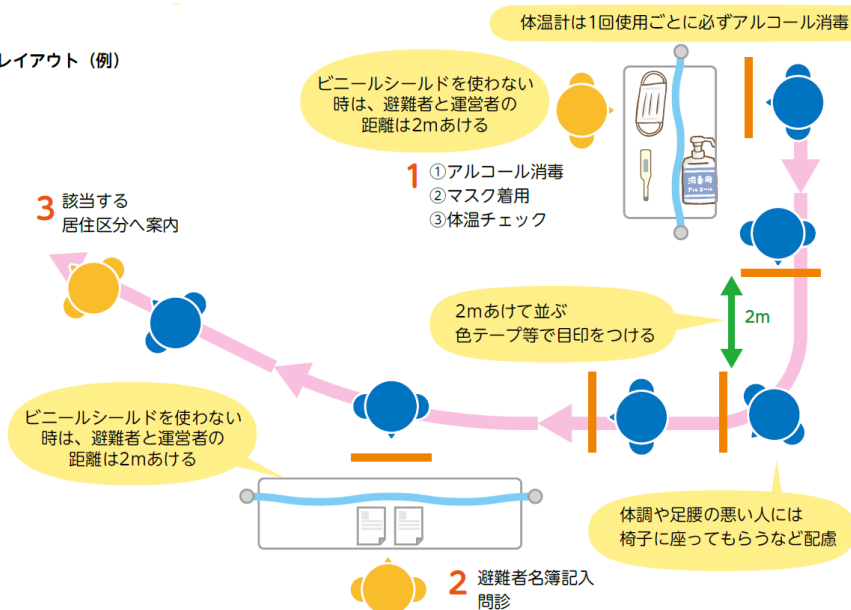 体温計は1回使用ごとに必ずアルコール消毒
レイアウト（例）
ビニールシールドを使わない
時は、避難者と運営者の
距離は2mあける
1 ①アルコール消毒
②マスク着用
③体温チェック
消毒用
アルコール
3 該当する
居住区分へ案内
2mあけて並ぶ
色テープ等で目印をつける
2m
ビニールシールドを使わない
時は、避難者と運営者の
距離は2mあける
体調や足腰の悪い人には
椅子に座ってもらうなど配慮
2 避難者名簿記入
問診